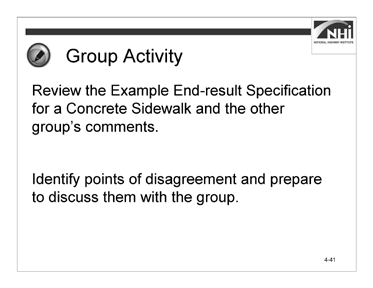 NHI
NATIONAL HIGHWAY INSTITUTE
Group Activity
Review the Example End-result Specification
for a Concrete Sidewalk and the other
group's comments.
Identify points of disagreement and prepare
to discuss them with the group.
4-41